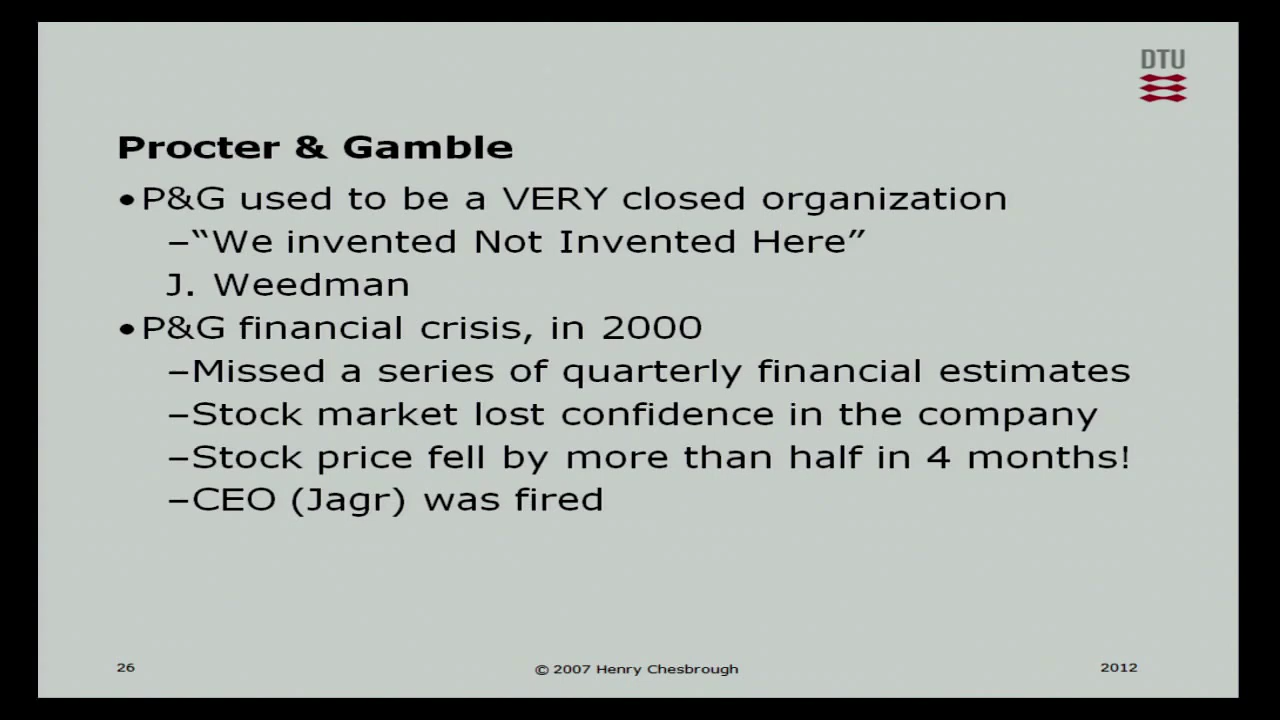 DTU
Procter & Gamble
•P&G used to be a VERY closed organization
–“We invented Not Invented Here”
J. Weedman
•P&G financial crisis, in 2000
–Missed a series of quarterly financial estimates
–Stock market lost confidence in the company
–Stock price fell by more than half in 4 months!
–CEO (Jagr) was fired
26
© 2007 Henry Chesbrough
2012